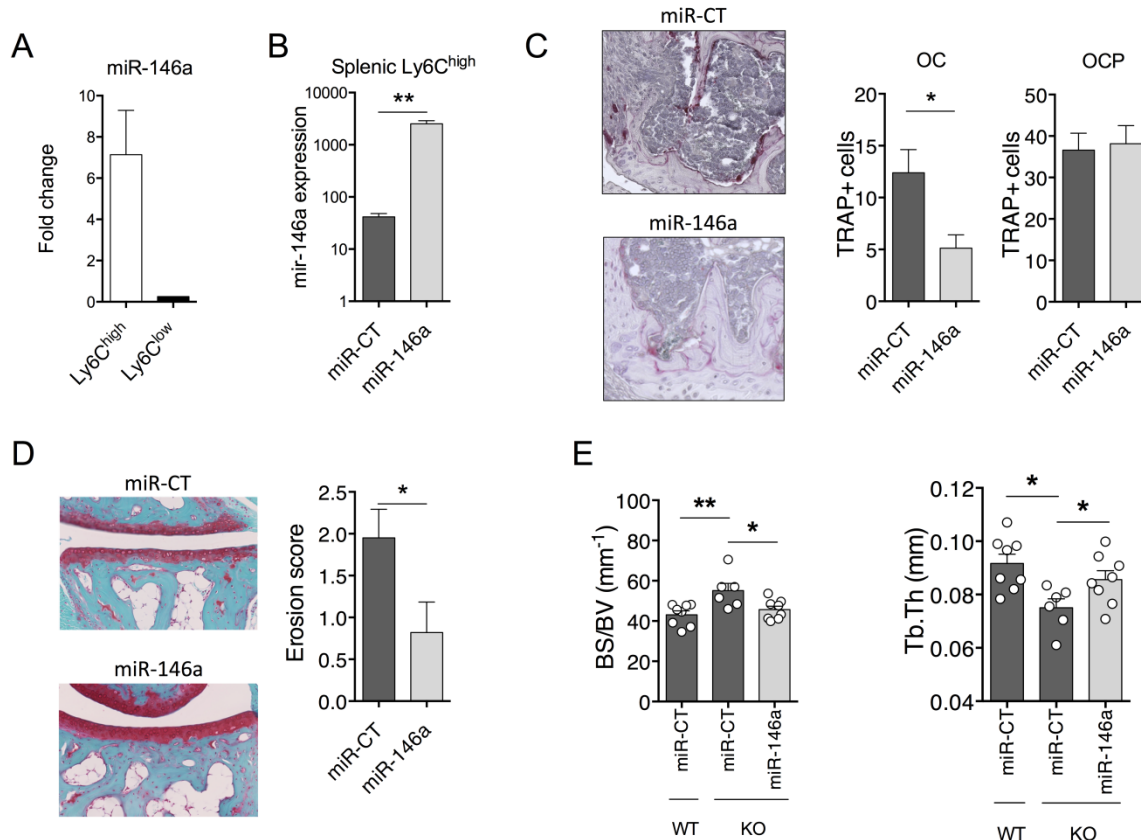 A
miR-146a
Fold change
10
8
6
4
2
0
Ly6Chigh
Ly6Clow
B
Splenic Ly6Chigh
**
mir-146a expression
10000
1000
100
10
1
miR-CT
miR-146a
C
miR-CT
miR-146a
OC
*
TRAP+ cells
20
15
10
5
0
miR-CT
miR-146a
OCP
TRAP+ cells
50
40
30
20
10
0
miR-CT
miR-146a
D
miR-CT
miR-146a
*
Erosion score
2.5
2.0
1.5
1.0
0.5
0.0
miR-CT
miR-146a
E
** *
BS/BV (mm-1)
100
80
60
40
20
0
miR-CT
miR-CT
miR-146a
WT KO
* *
Tb.Th (mm)
0.12
0.10
0.08
0.06
0.04
miR-CT
miR-CT
miR-146a
WT KO